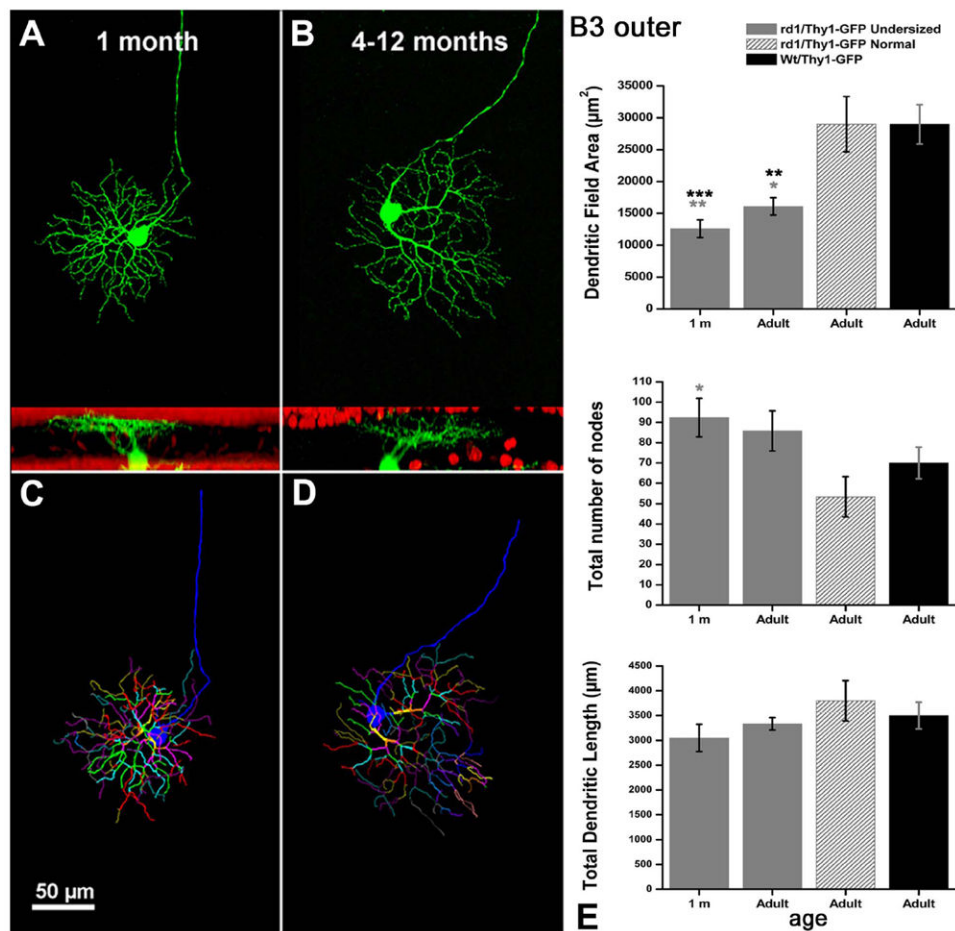 A
1 month
B
4-12 months
C
D
50 µm
B3 outer
rd1/Thy1-GFP Undersized
rd1/Thy1-GFP Normal
Wt/Thy1-GFP
Dendritic Field Area (µm²)
35000
30000
25000
20000
15000
10000
5000
0
***
**
**
*
1 m
Adult
Adult
Adult
Total number of nodes
110
100
90
80
70
60
50
40
30
20
10
0
*
1 m
Adult
Adult
Adult
Total Dendritic Length (µm)
4500
4000
3500
3000
2500
2000
1500
1000
500
0
1 m
Adult
Adult
Adult
E
age